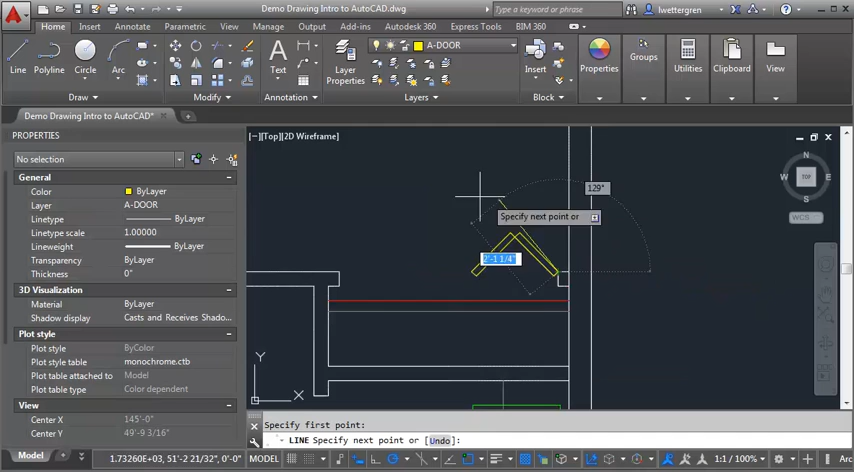 Demo Drawing Intro to AutoCAD.dwg
Type a keyword or phrase
lwettergren
Home
Insert
Annotate
Parametric
View
Manage
Output
Add-ins
Autodesk 360
Express Tools
BIM 360
A-DOOR
Line
Polyline
Circle
Arc
Text
Layer
Properties
Insert
Properties
Groups
Utilities
Clipboard
View
Draw
Modify
Annotation
Layers
Block
Demo Drawing Intro to AutoCAD*
PROPERTIES
No selection
General
Color ByLayer
Layer A-DOOR
Linetype ByLayer
Linetype scale 1.00000
Lineweight ByLayer
Transparency ByLayer
Thickness 0"
3D Visualization
Material ByLayer
Shadow display Casts and Receives Shado...
Plot style
Plot style ByColor
Plot style table monochrome.ctb
Plot table attached to Model
Plot table type Color dependent
View
Center X 145'-0"
Center Y 49'-9 3/16"
[–][Top][2D Wireframe]
N
W TOP E
S
WCS
129°
Specify next point or
2'-1 1/4"
Y
X
Specify first point:
LINE Specify next point or [Undo]:
Model
1.73260E+03, 51'-2 21/32", 0'-0"
MODEL
1:1 / 100%
Arc